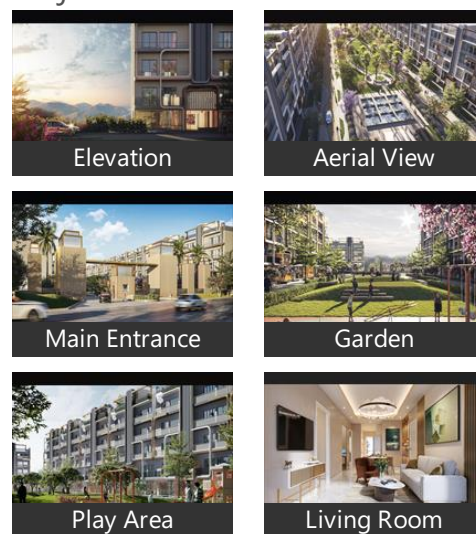 Elevation
Aerial View
Main Entrance
Garden
Play Area
Living Room